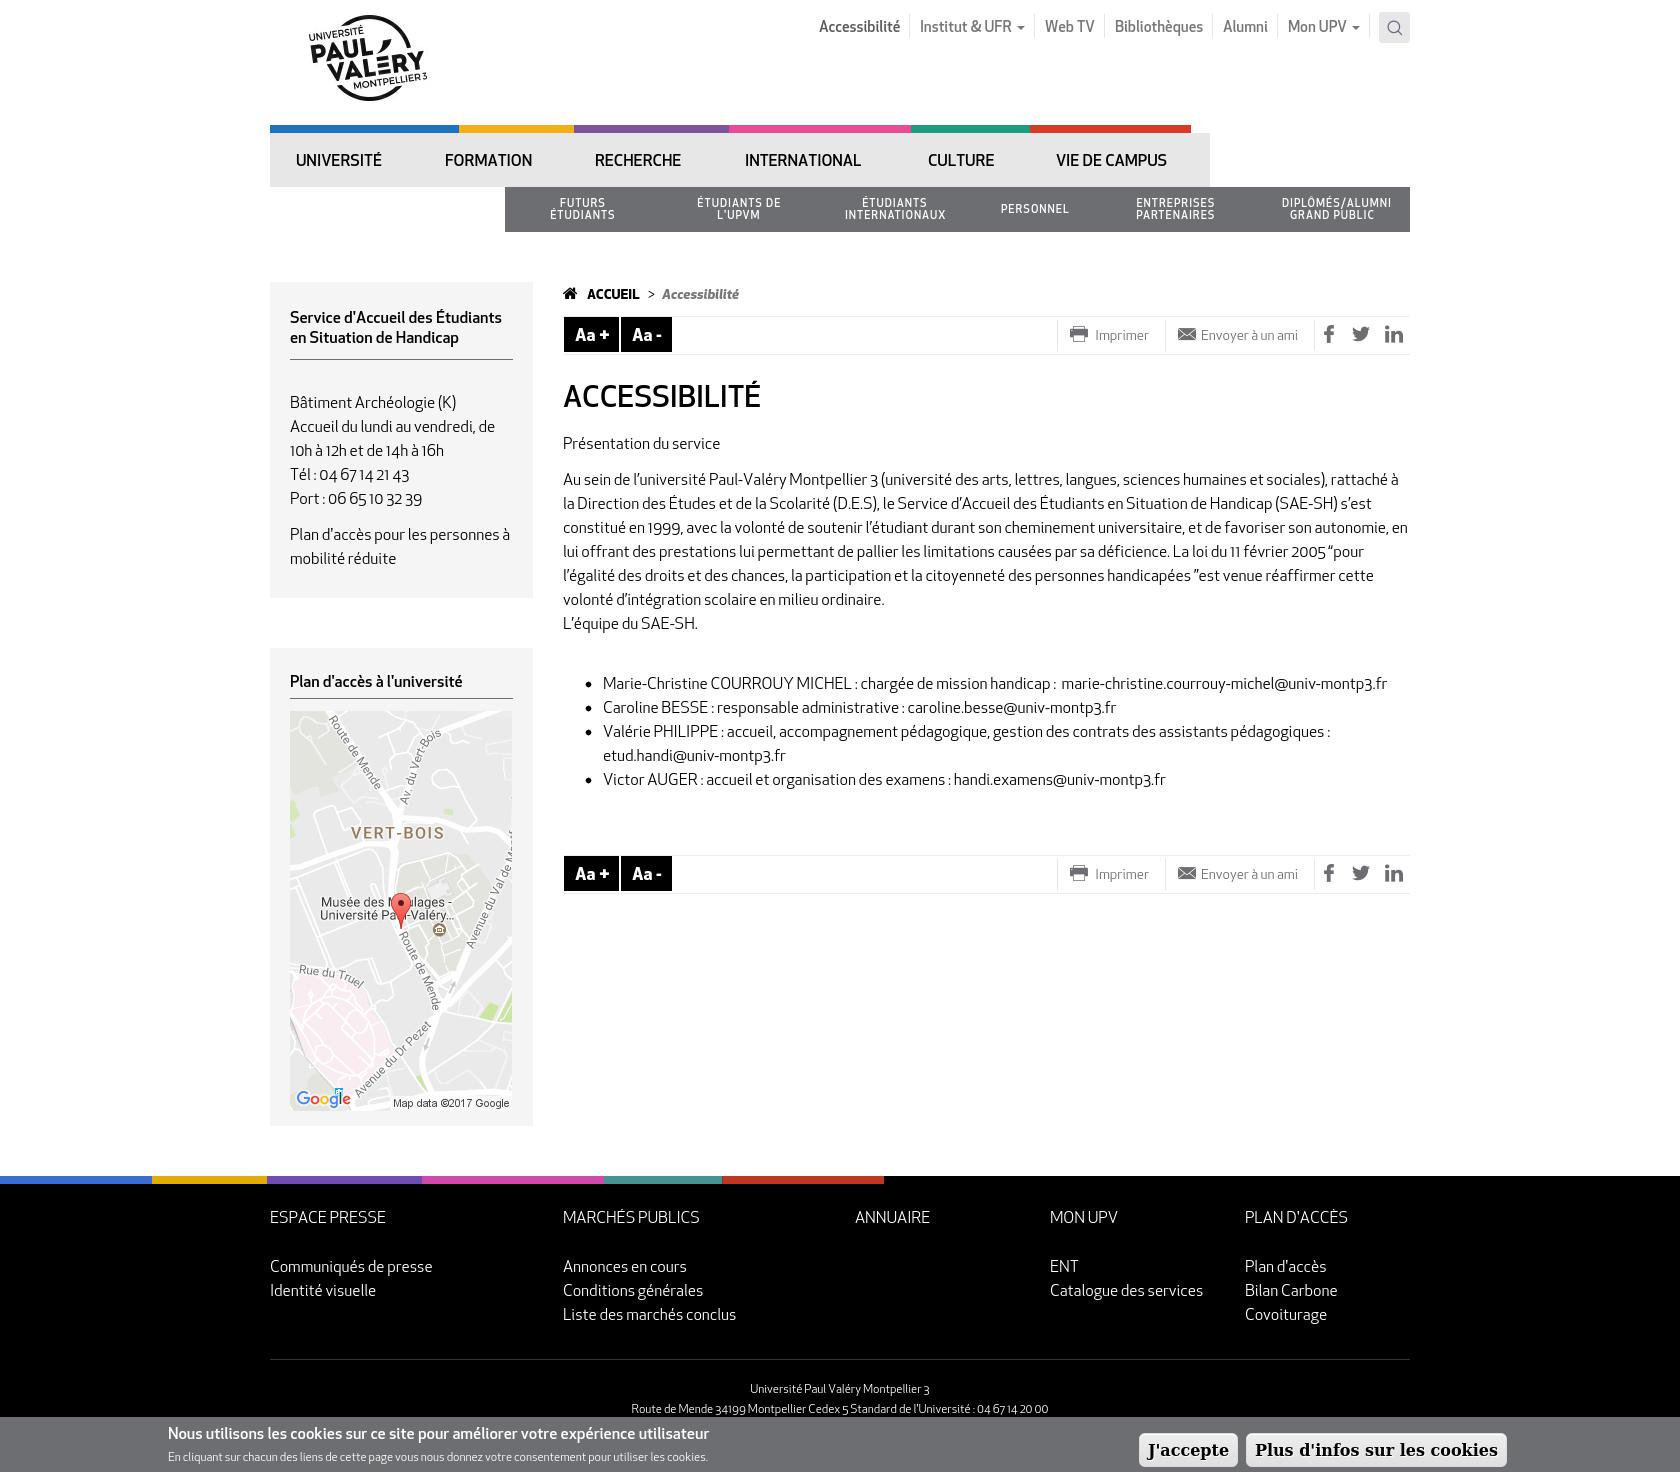 UNIVERSITÉ
PAUL
VALÉRY
MONTPELLIER 3
Accessibilité
Institut & UFR
Web TV
Bibliothèques
Alumni
Mon UPV
UNIVERSITÉ
FORMATION
RECHERCHE
INTERNATIONAL
CULTURE
VIE DE CAMPUS
FUTURS
ÉTUDIANTS
ÉTUDIANTS DE
L'UPVM
ÉTUDIANTS
INTERNATIONAUX
PERSONNEL
ENTREPRISES
PARTENAIRES
DIPLÔMÉS/ALUMNI
GRAND PUBLIC
Service d'Accueil des Étudiants
en Situation de Handicap
Bâtiment Archéologie (K)
Accueil du lundi au vendredi, de
10h à 12h et de 14h à 16h
Tél : 04 67 14 21 43
Port : 06 65 10 32 39
Plan d'accès pour les personnes à
mobilité réduite
Plan d'accès à l'université
Route de Mende
Av. du Vert-Bois
VERT-BOIS
Musée des Moulages -
Université Paul-Valéry...
Avenue du Val de Mont
Avenue du Val
Route de Mende
Rue du Truel
Avenue du Dr Pezet
Google
Map data ©2017 Google
ACCUEIL > Accessibilité
Aa + Aa - Imprimer Envoyer à un ami
ACCESSIBILITÉ
Présentation du service
Au sein de l’université Paul-Valéry Montpellier 3 (université des arts, lettres, langues, sciences humaines et sociales), rattaché à
la Direction des Études et de la Scolarité (D.E.S), le Service d’Accueil des Étudiants en Situation de Handicap (SAE-SH) s’est
constitué en 1999, avec la volonté de soutenir l’étudiant durant son cheminement universitaire, et de favoriser son autonomie, en
lui offrant des prestations lui permettant de pallier les limitations causées par sa déficience. La loi du 11 février 2005 “pour
l’égalité des droits et des chances, la participation et la citoyenneté des personnes handicapées ”est venue réaffirmer cette
volonté d’intégration scolaire en milieu ordinaire.
L’équipe du SAE-SH.
• Marie-Christine COURROUY MICHEL : chargée de mission handicap :  marie-christine.courrouy-michel@univ-montp3.fr
• Caroline BESSE : responsable administrative : caroline.besse@univ-montp3.fr
• Valérie PHILIPPE : accueil, accompagnement pédagogique, gestion des contrats des assistants pédagogiques :
etud.handi@univ-montp3.fr
• Victor AUGER : accueil et organisation des examens : handi.examens@univ-montp3.fr
Aa + Aa - Imprimer Envoyer à un ami
ESPACE PRESSE
Communiqués de presse
Identité visuelle
MARCHÉS PUBLICS
Annonces en cours
Conditions générales
Liste des marchés conclus
ANNUAIRE
MON UPV
ENT
Catalogue des services
PLAN D'ACCÈS
Plan d'accès
Bilan Carbone
Covoiturage
Université Paul Valéry Montpellier 3
Route de Mende 34199 Montpellier Cedex 5 Standard de l'Université : 04 67 14 20 00
Nous utilisons les cookies sur ce site pour améliorer votre expérience utilisateur
En cliquant sur chacun des liens de cette page vous nous donnez votre consentement pour utiliser les cookies.
J'accepte
Plus d'infos sur les cookies